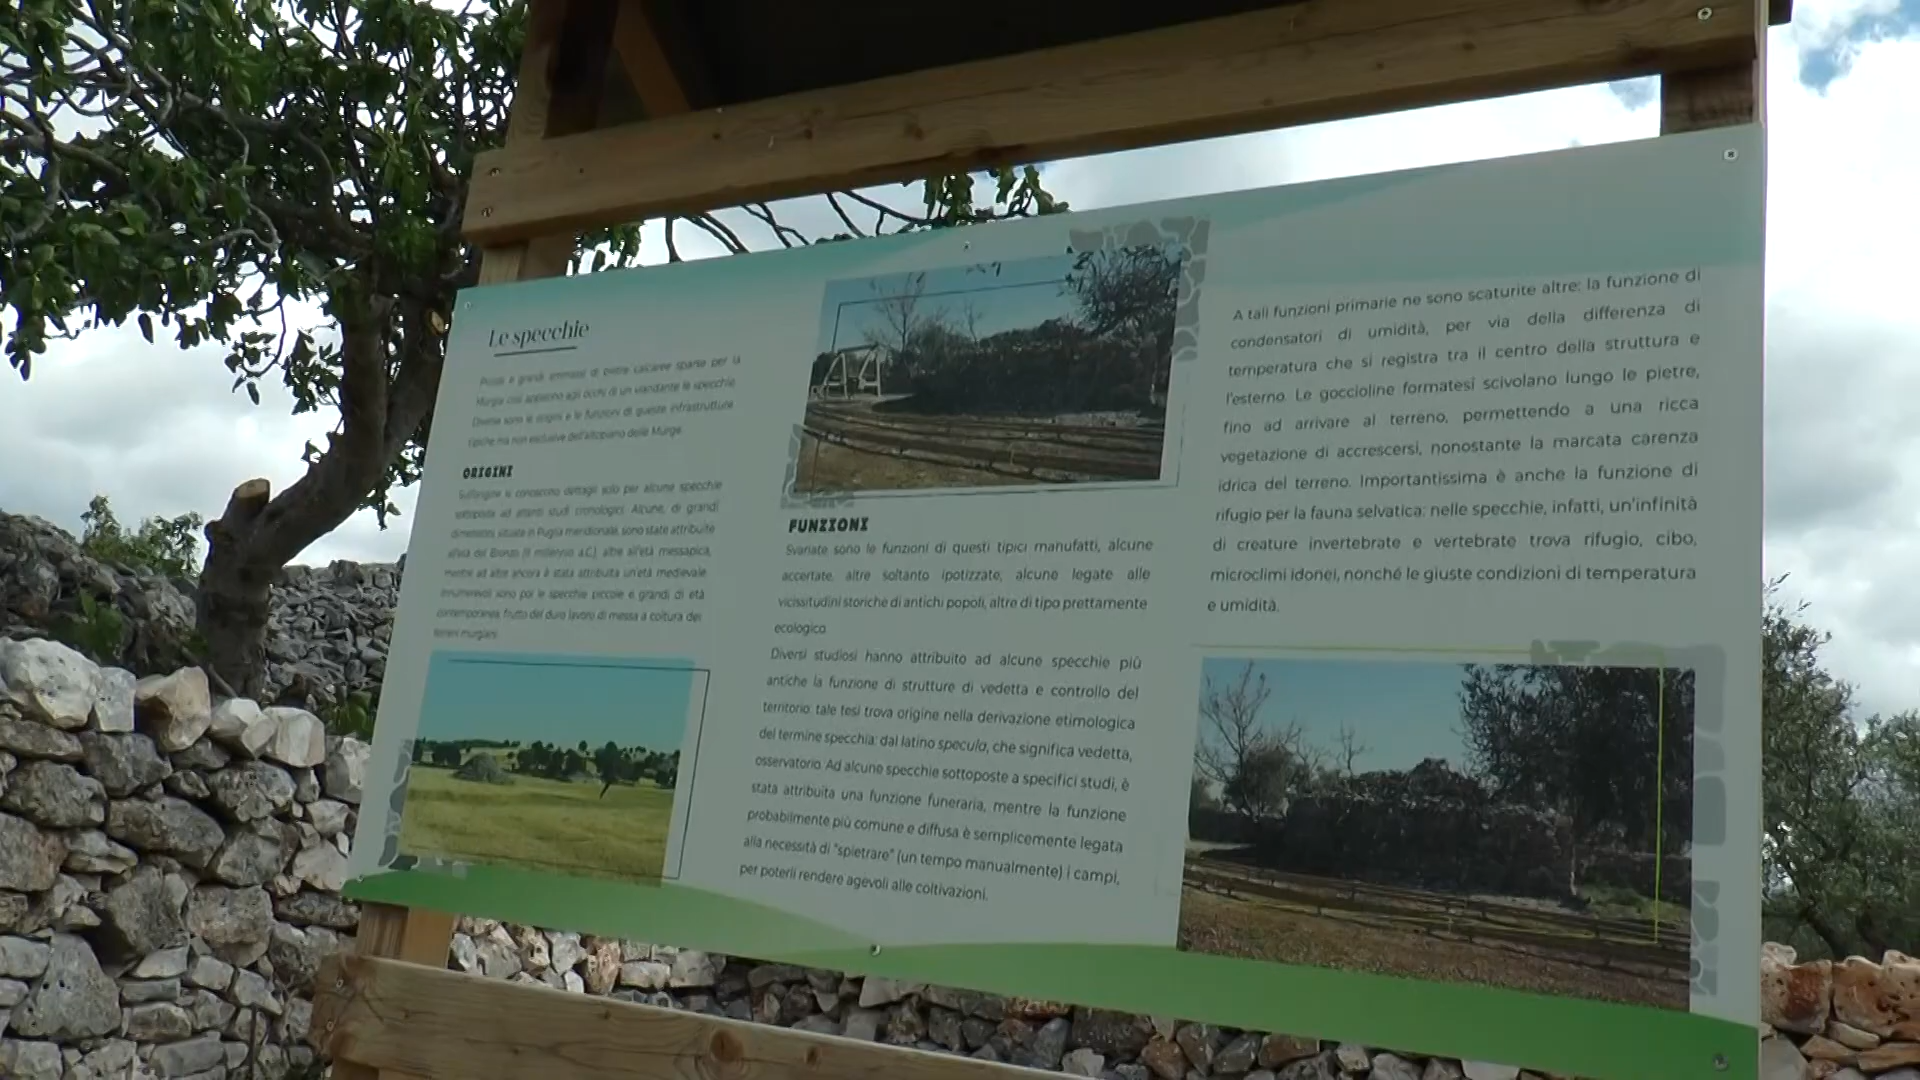 Le specchie
Piccoli e grandi ammassi di pietre calcaree sparse per la
Murgia così appaiono agli occhi di un viandante le specchie.
Diverse sono le origini e le funzioni di queste infrastrutture
tipiche ma non esclusive dell'altopiano delle Murge.
ORIGINI
Sull'origine si conoscono dettagli solo per alcune specchie
sottoposte ad attenti studi cronologici. Alcune, di grandi
dimensioni, situate in Puglia meridionale, sono state attribuite
all'età del Bronzo (II millennio a.C.), altre all'età messapica,
mentre ad altre ancora è stata attribuita un'età medievale.
Innumerevoli sono poi le specchie piccole e grandi di età
contemporanea, frutto del duro lavoro di messa a coltura dei
terreni murgiani.
FUNZIONI
Svariate sono le funzioni di questi tipici manufatti, alcune
accertate, altre soltanto ipotizzate, alcune legate alle
vicissitudini storiche di antichi popoli, altre di tipo prettamente
ecologico.
Diversi studiosi hanno attribuito ad alcune specchie più
antiche la funzione di strutture di vedetta e controllo del
territorio: tale tesi trova origine nella derivazione etimologica
del termine specchia: dal latino specula, che significa vedetta,
osservatorio. Ad alcune specchie sottoposte a specifici studi, è
stata attribuita una funzione funeraria, mentre la funzione
probabilmente più comune e diffusa è semplicemente legata
alla necessità di "spietrare" (un tempo manualmente) i campi,
per poterli rendere agevoli alle coltivazioni.
A tali funzioni primarie ne sono scaturite altre: la funzione di
condensatori di umidità, per via della differenza di
temperatura che si registra tra il centro della struttura e
l'esterno. Le goccioline formatesi scivolano lungo le pietre,
fino ad arrivare al terreno, permettendo a una ricca
vegetazione di accrescersi, nonostante la marcata carenza
idrica del terreno. Importantissima è anche la funzione di
rifugio per la fauna selvatica: nelle specchie, infatti, un'infinità
di creature invertebrate e vertebrate trova rifugio, cibo,
microclimi idonei, nonché le giuste condizioni di temperatura
e umidità.